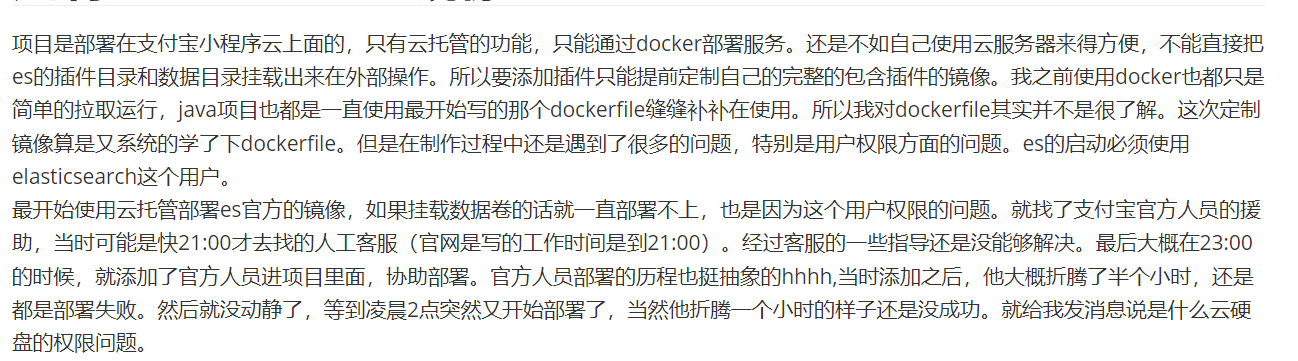 项目是部署在支付宝小程序云上面的，只有云托管的功能，只能通过docker部署服务。还是不如自己使用云服务器来得方便，不能直接把
es的插件目录和数据目录挂载出来在外部操作。所以要添加插件只能提前定制自己的完整的包含插件的镜像。我之前使用docker也都只是
简单的拉取运行，java项目也都是一直使用最开始写的那个dockerfile缝缝补补在使用。所以我对dockerfile其实并不是很了解。这次定制
镜像算是又系统的学了下dockerfile。但是在制作过程中还是遇到了很多的问题，特别是用户权限方面的问题。es的启动必须使用
elasticsearch这个用户。
最开始使用云托管部署es官方的镜像，如果挂载数据卷的话就一直部署不上，也是因为这个用户权限的问题。就找了支付宝官方人员的援
助，当时可能是快21:00才去找的人工客服（官网是写的工作时间是到21:00）。经过客服的一些指导还是没能够解决。最后大概在23:00
的时候，就添加了官方人员进项目里面，协助部署。官方人员部署的历程也挺抽象的hhhh,当时添加之后，他大概折腾了半个小时，还是
都是部署失败。然后就没动静了，等到凌晨2点突然又开始部署了，当然他折腾一个小时的样子还是没成功。就给我发消息说是什么云硬
盘的权限问题。